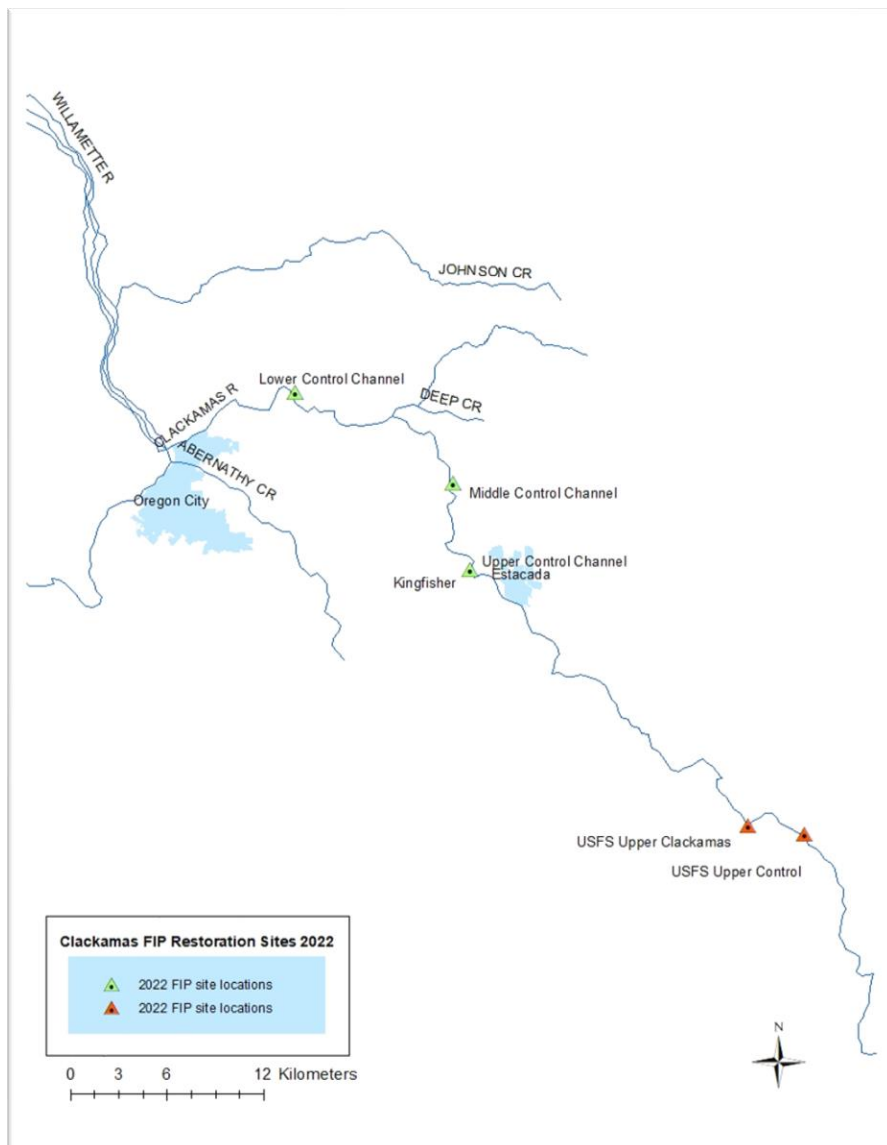 WILLAMETTE R
JOHNSON CR
Lower Control Channel
DEEP CR
CLACKAMAS R
ABERNATHY CR
Oregon City
Middle Control Channel
Upper Control Channel
Estacada
Kingfisher
USFS Upper Clackamas
USFS Upper Control
Clackamas FIP Restoration Sites 2022
2022 FIP site locations
2022 FIP site locations
N
0 3 6 12 Kilometers